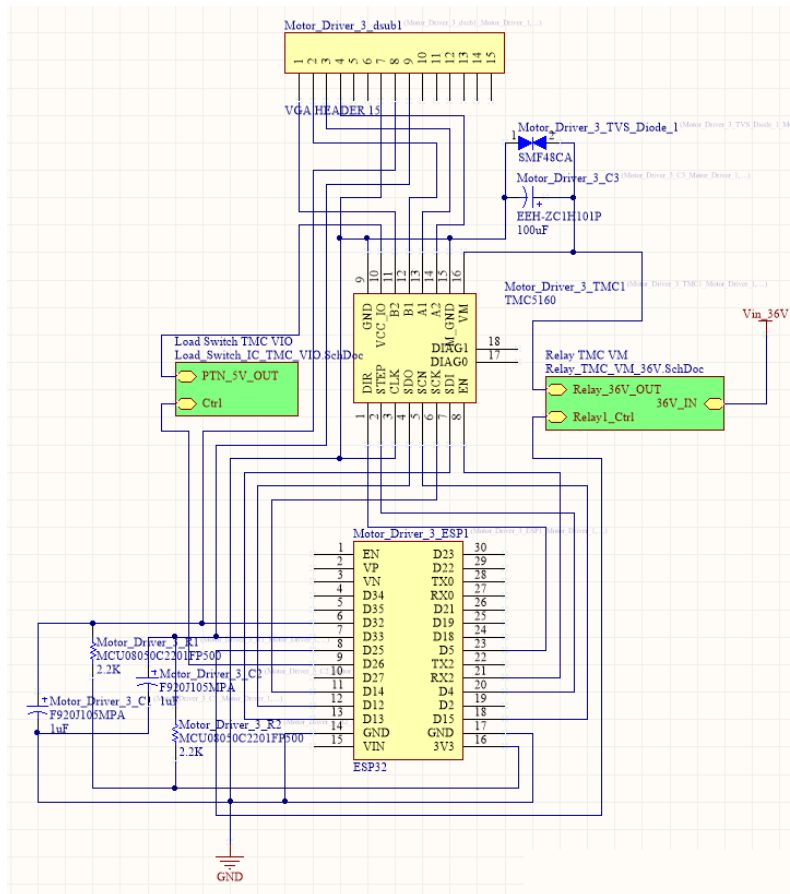 Motor_Driver_3_dsub1
1 2 3 4 5 6 7 8 9 10 11 12 13 14 15
VGA HEADER 15
Motor_Driver_3_TVS_Diode_1
1 2
SMF48CA
Motor_Driver_3_C3
EEH-ZC1H101P
100uF
9 10 11 12 13 14 15 16
GND VCC_IO B2 B1 A1 A2 M_GND VM
Motor_Driver_3_TMC1
TMC5160
DIAG1 18
DIAG0 17
DIR STEP CLK SDO SCN SCK SDI EN
1 2 3 4 5 6 7 8
Vin_36V
Load Switch TMC VIO
Load_Switch_IC_TMC_VIO.SchDoc
PTN_5V_OUT
Ctrl
Relay TMC VM
Relay_TMC_VM_36V.SchDoc
Relay_36V_OUT
36V_IN
Relay1_Ctrl
Motor_Driver_3_ESP1
1 EN D23 30
2 VP D22 29
3 VN TX0 28
4 D34 RX0 27
5 D35 D21 26
6 D32 D19 25
7 D33 D18 24
8 D25 D5 23
9 D26 TX2 22
10 D27 RX2 21
11 D14 D4 20
12 D12 D2 19
13 D13 D15 18
14 GND GND 17
15 VIN 3V3 16
ESP32
Motor_Driver_3_R1
MCU08050C2201FP500
2.2K
Motor_Driver_3_C2
F920J105MPA
1uF
Motor_Driver_3_C1
F920J105MPA
1uF
Motor_Driver_3_R2
MCU08050C2201FP500
2.2K
GND